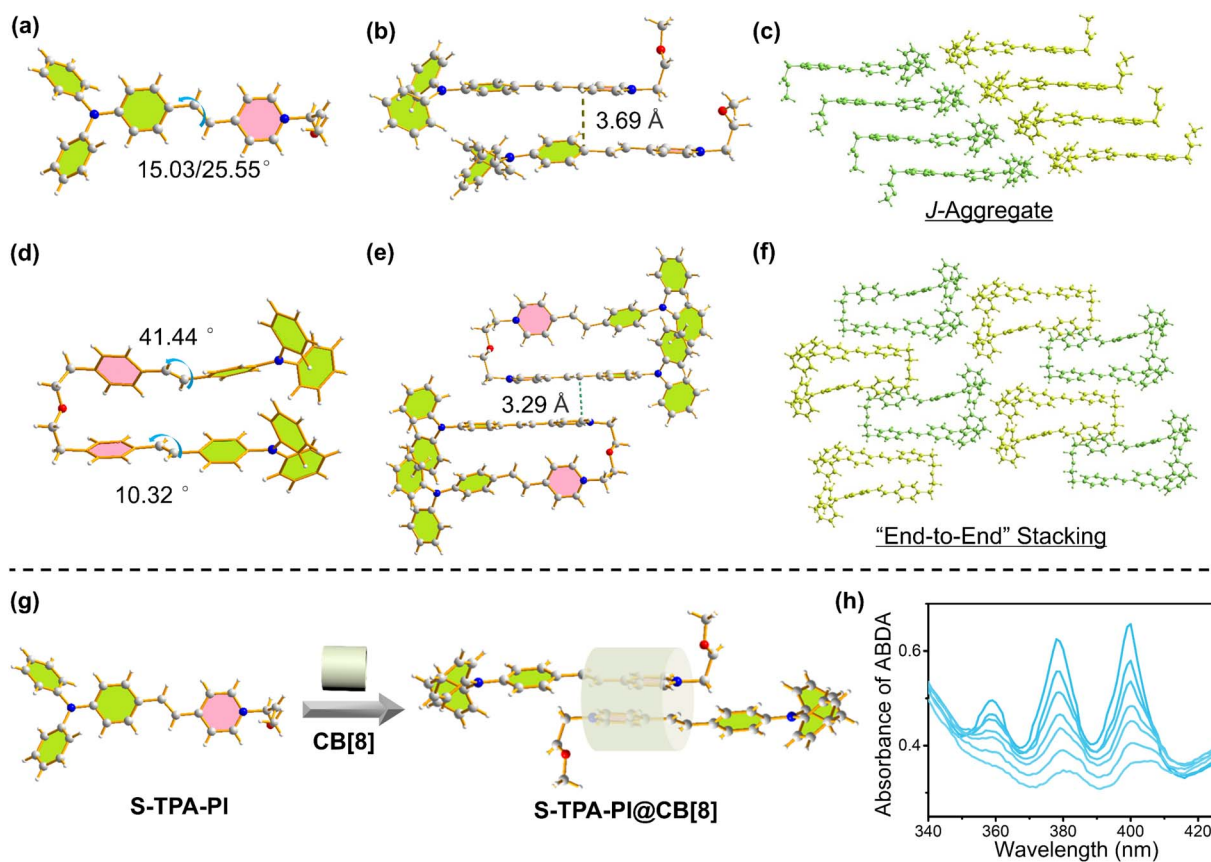 (a)
15.03/25.55°
(b)
3.69 Å
(c)
J-Aggregate
(d)
41.44 °
10.32 °
(e)
3.29 Å
(f)
“End-to-End” Stacking
(g)
CB[8]
S-TPA-PI
S-TPA-PI@CB[8]
(h)
Absorbance of ABDA
0.6
0.4
340 360 380 400 420
Wavelength (nm)